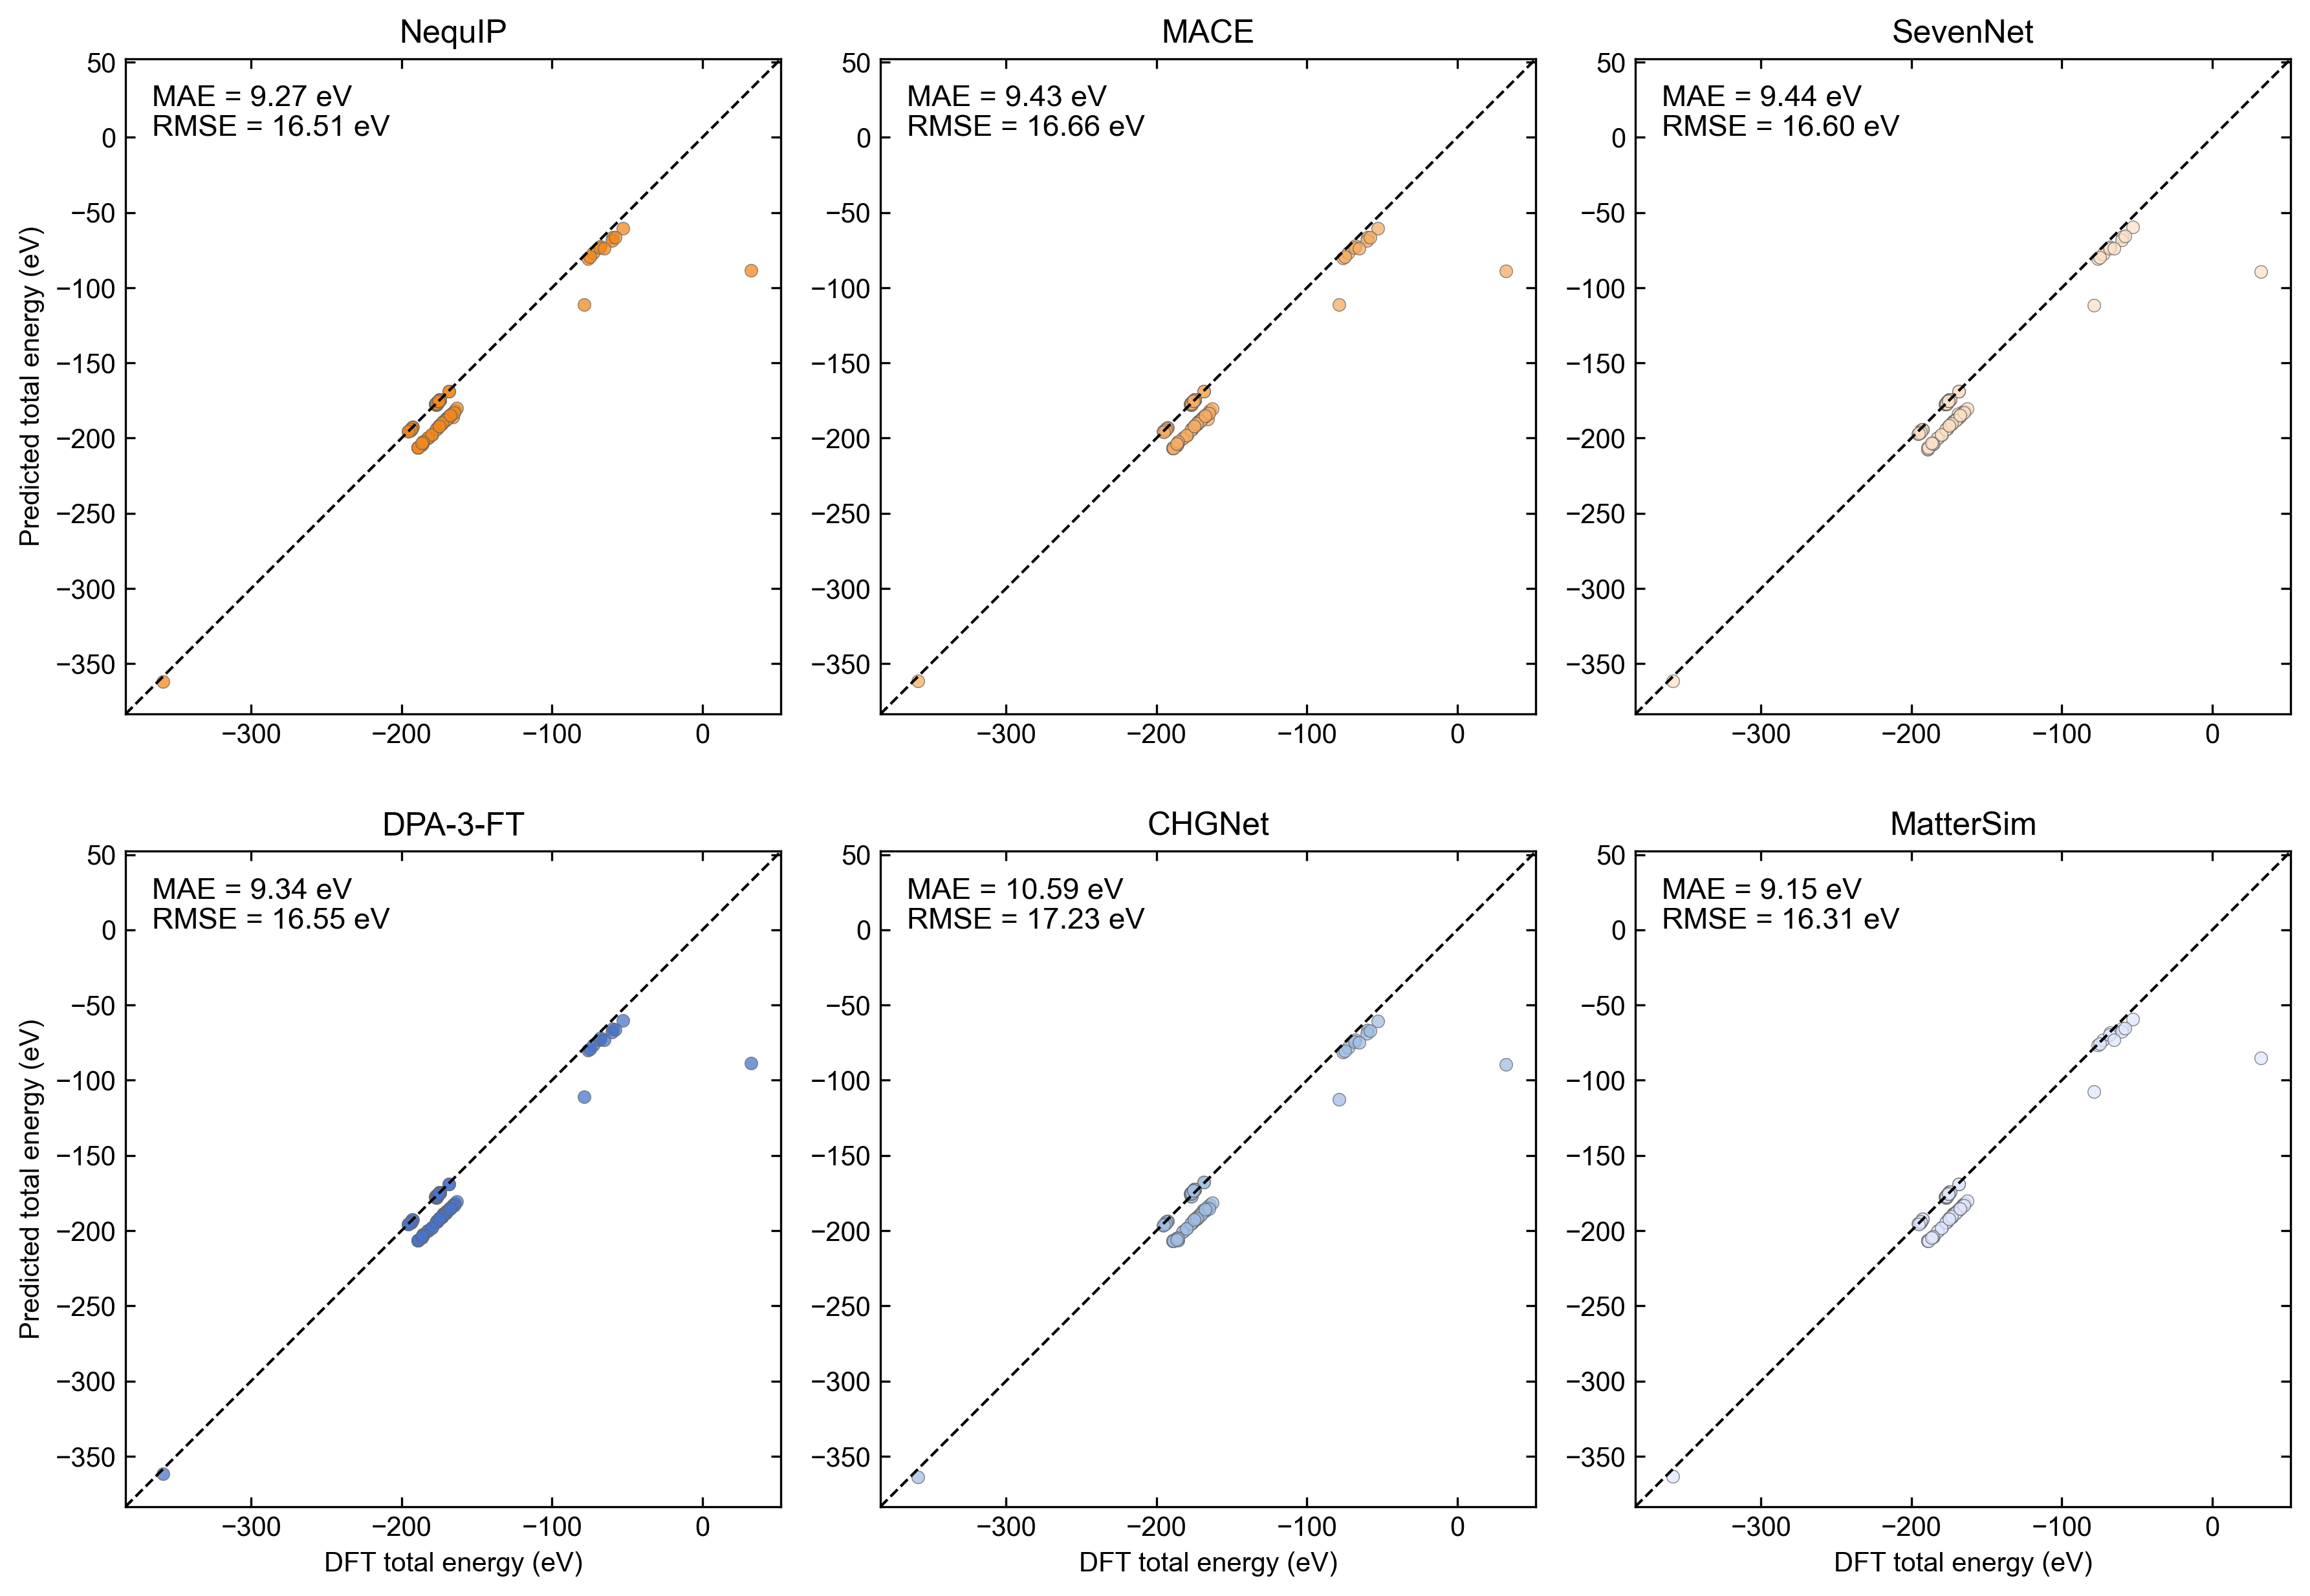 NequIP
MACE
SevenNet
MAE = 9.27 eV
RMSE = 16.51 eV
MAE = 9.43 eV
RMSE = 16.66 eV
MAE = 9.44 eV
RMSE = 16.60 eV
Predicted total energy (eV)
50
0
−50
−100
−150
−200
−250
−300
−350
50
0
−50
−100
−150
−200
−250
−300
−350
50
0
−50
−100
−150
−200
−250
−300
−350
−300 −200 −100 0
−300 −200 −100 0
−300 −200 −100 0
DPA-3-FT
CHGNet
MatterSim
MAE = 9.34 eV
RMSE = 16.55 eV
MAE = 10.59 eV
RMSE = 17.23 eV
MAE = 9.15 eV
RMSE = 16.31 eV
Predicted total energy (eV)
50
0
−50
−100
−150
−200
−250
−300
−350
50
0
−50
−100
−150
−200
−250
−300
−350
50
0
−50
−100
−150
−200
−250
−300
−350
−300 −200 −100 0
−300 −200 −100 0
−300 −200 −100 0
DFT total energy (eV)
DFT total energy (eV)
DFT total energy (eV)